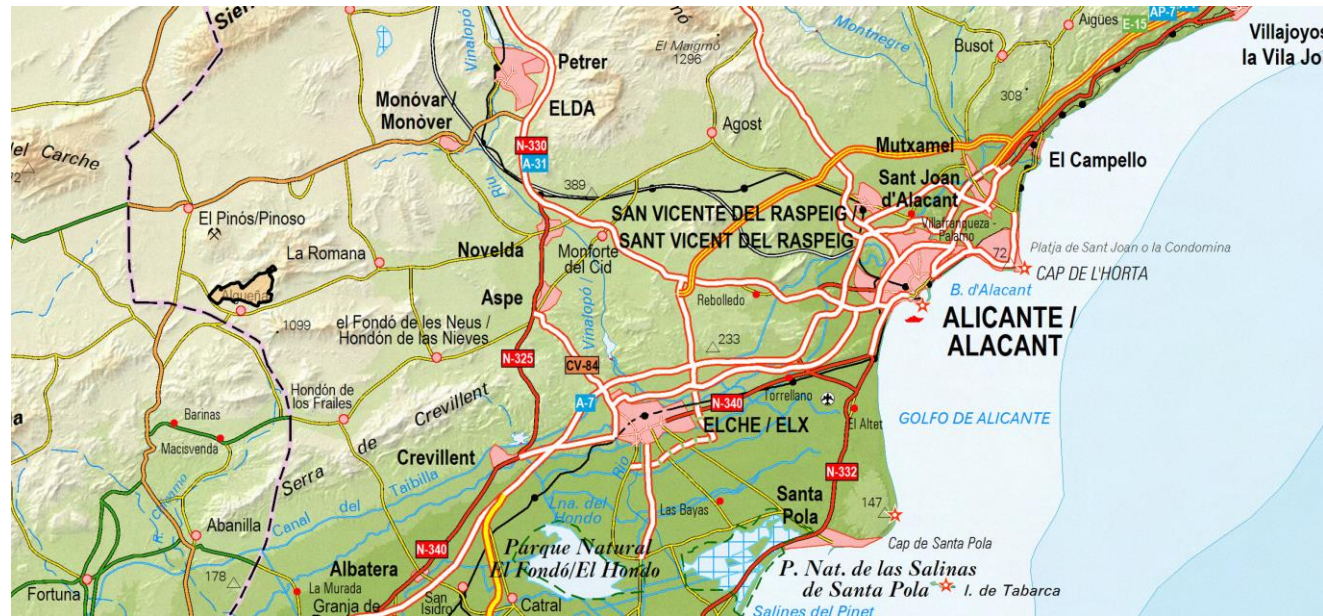 Sien
Vinalopó
Petrer
ELDA
Monóvar /
Monòver
N-330
A-31
Riu
El Maigmó
1296
Agost
389
Montnegre
Busot
Aigües
E-15
AP-7
308
Villajoyos
la Vila Jo
Mutxamel
El Campello
Sant Joan
d'Alacant
del Carche
El Pinós/Pinoso
SAN VICENTE DEL RASPEIG /
SANT VICENT DEL RASPEIG
Villafranqueza -
Palamó
72
Platja de Sant Joan o la Condomina
CAP DE L'HORTA
La Romana
Novelda
Monforte
del Cid
Algueña
Aspe
Vinalopó /
Rebolledo
B. d'Alacant
ALICANTE /
ALACANT
1099
el Fondó de les Neus /
Hondón de las Nieves
233
N-325
CV-84
A-7
Hondón de
los Frailes
Barinas
Macisvenda
Serra de Crevillent
Torrellano
N-340
ELCHE / ELX
El Altet
GOLFO DE ALICANTE
Crevillent
Río
N-332
Canal del Taibilla
Abanilla
Lna. del
Hondo
Las Bayas
Santa
Pola
147
N-340
Albatera
Parque Natural
El Fondó/El Hondo
Cap de Santa Pola
178
Fortuna
La Murada
Granja de
San
Isidro
Catral
P. Nat. de las Salinas
de Santa Pola
I. de Tabarca
Salines del Pinet